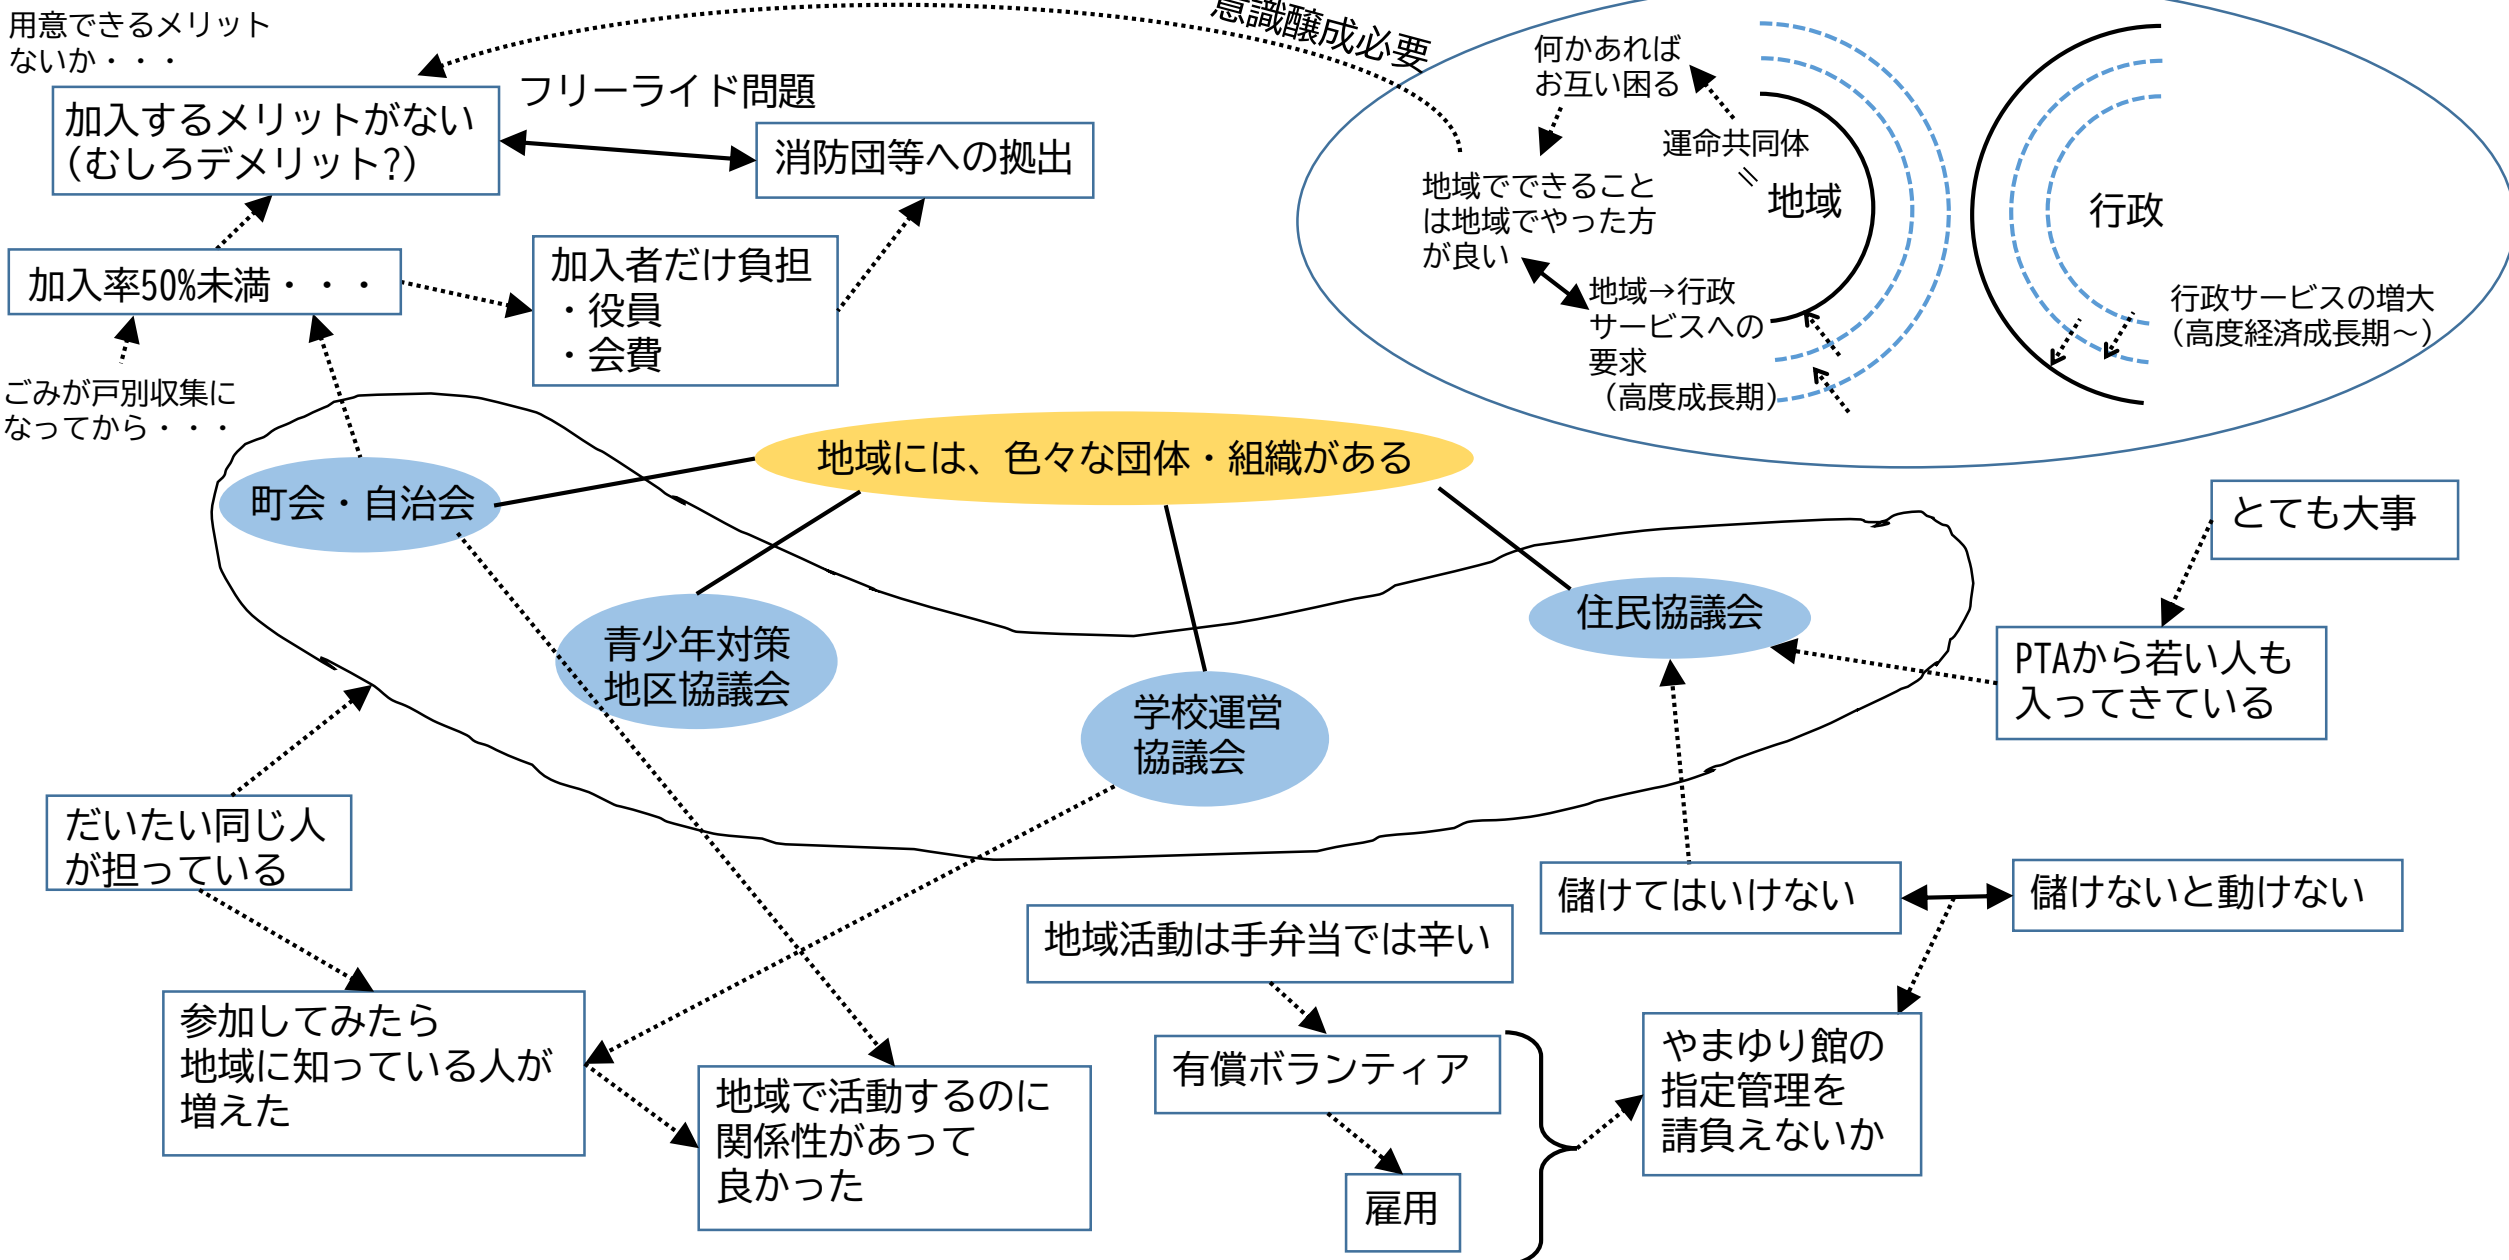 用意できるメリット
ないか・・・
加入するメリットがない
(むしろデメリット?)
フリーライド問題
消防団等への拠出
意識醸成必要
加入率50%未満・・・
加入者だけ負担
・役員
・会費
ごみが戸別収集に
なってから・・・
何かあれば
お互い困る
運命共同体
＝
地域
地域でできること
は地域でやった方
が良い
地域→行政
サービスへの
要求
（高度成長期）
行政
行政サービスの増大
（高度経済成長期～）
地域には、色々な団体・組織がある
町会・自治会
青少年対策
地区協議会
学校運営
協議会
住民協議会
とても大事
PTAから若い人も
入ってきている
だいたい同じ人
が担っている
参加してみたら
地域に知っている人が
増えた
地域で活動するのに
関係性があって
良かった
地域活動は手弁当では辛い
有償ボランティア
雇用
儲けてはいけない
儲けないと動けない
やまゆり館の
指定管理を
請負えないか